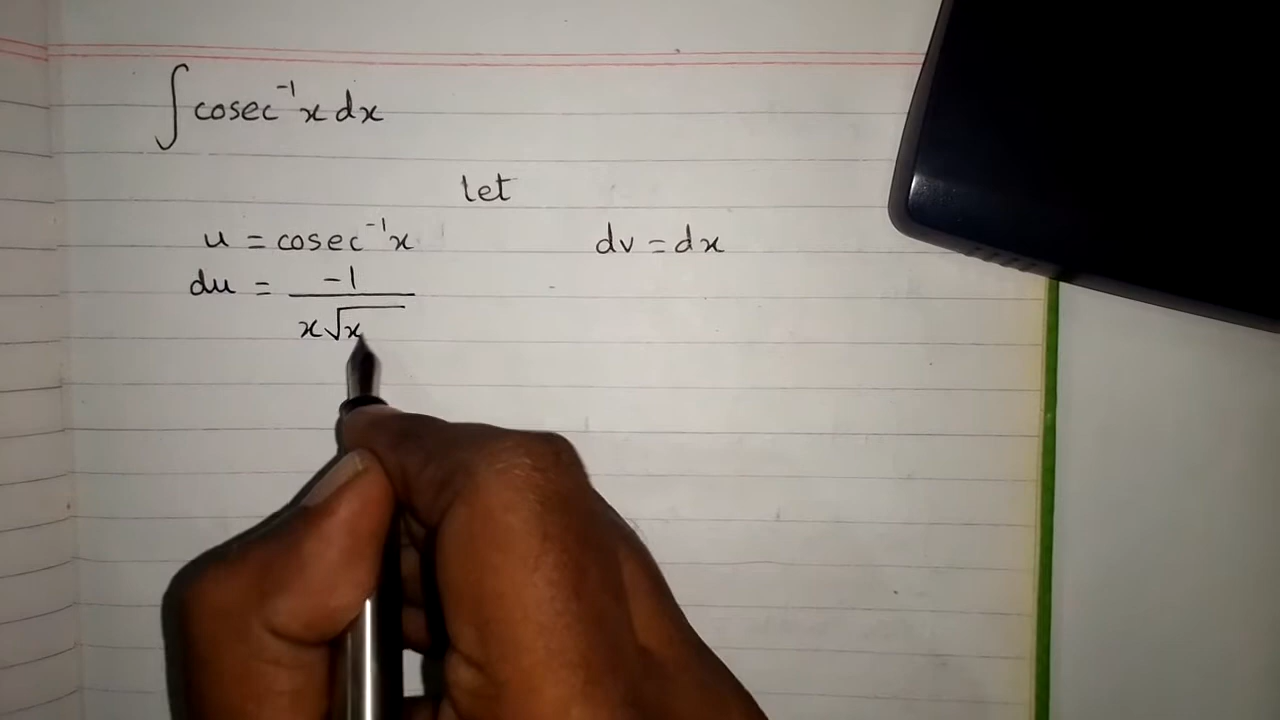 ∫ cosec⁻¹x dx
let
u = cosec⁻¹x dv = dx
du = -1 / x√x